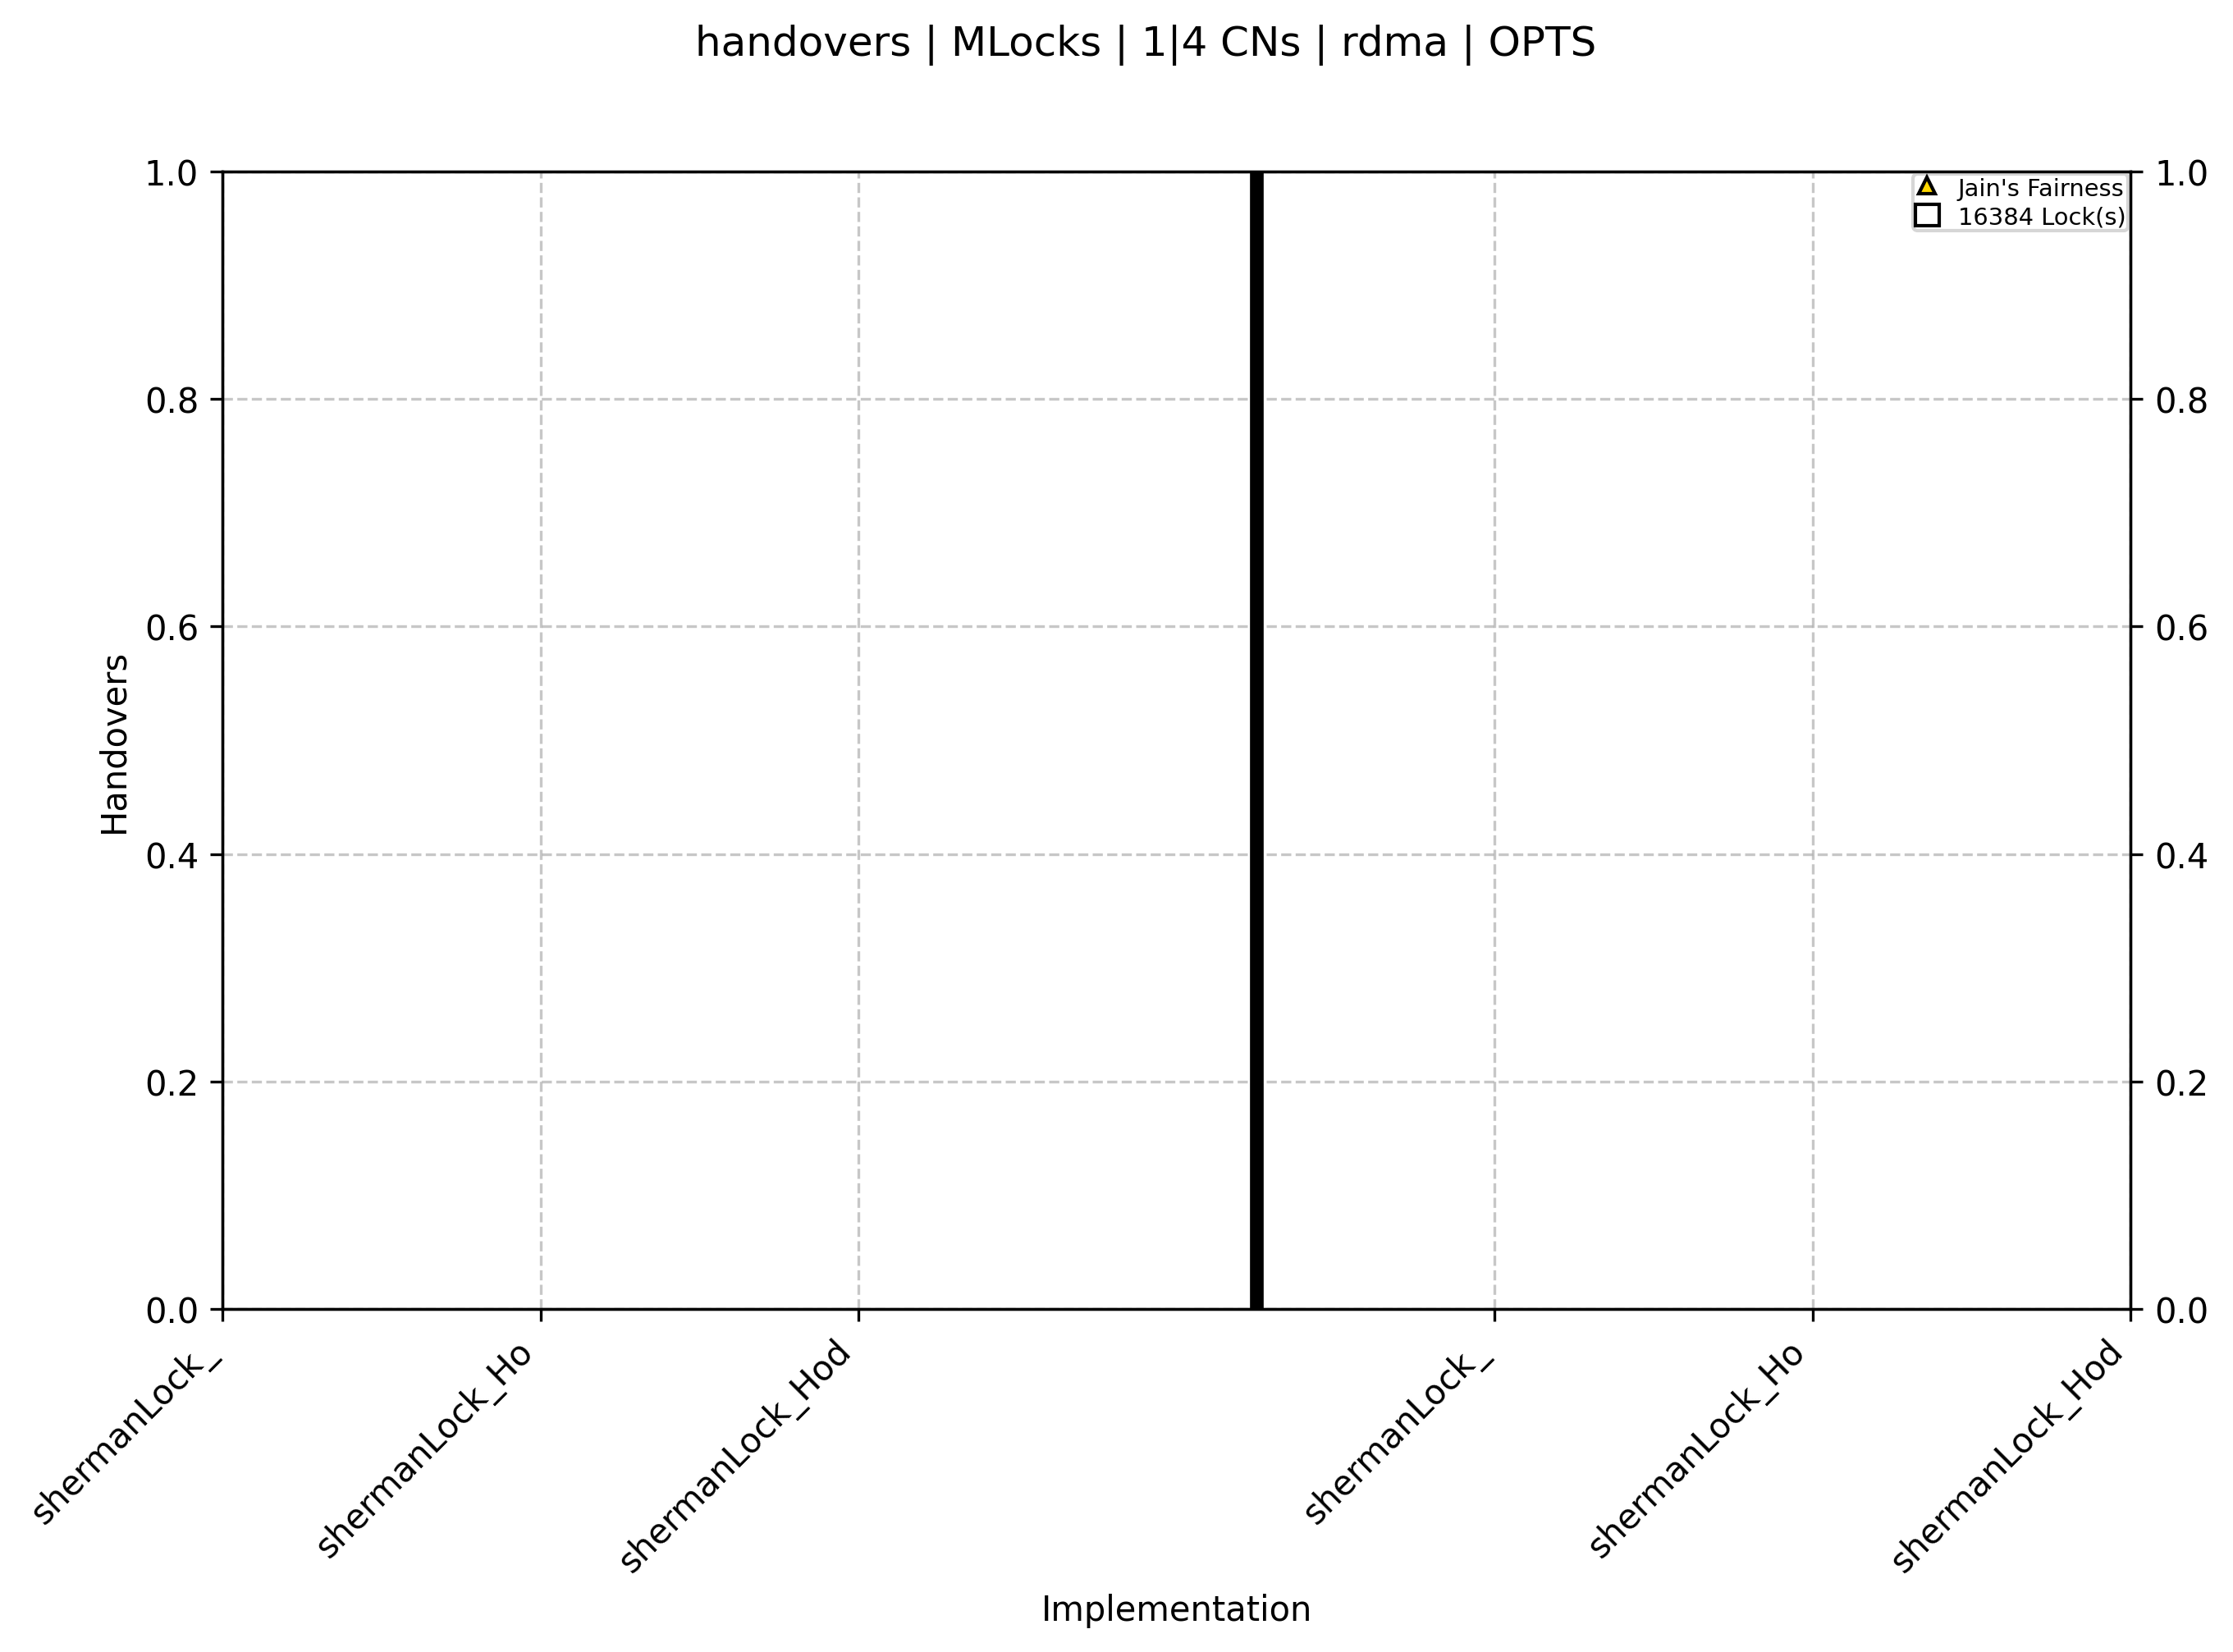 handovers | MLocks | 1|4 CNs | rdma | OPTS
Jain's Fairness
16384 Lock(s)
Handovers
1.0
0.8
0.6
0.4
0.2
0.0
1.0
0.8
0.6
0.4
0.2
0.0
shermanLock_
shermanLock_Ho
shermanLock_Hod
shermanLock_
shermanLock_Ho
shermanLock_Hod
Implementation